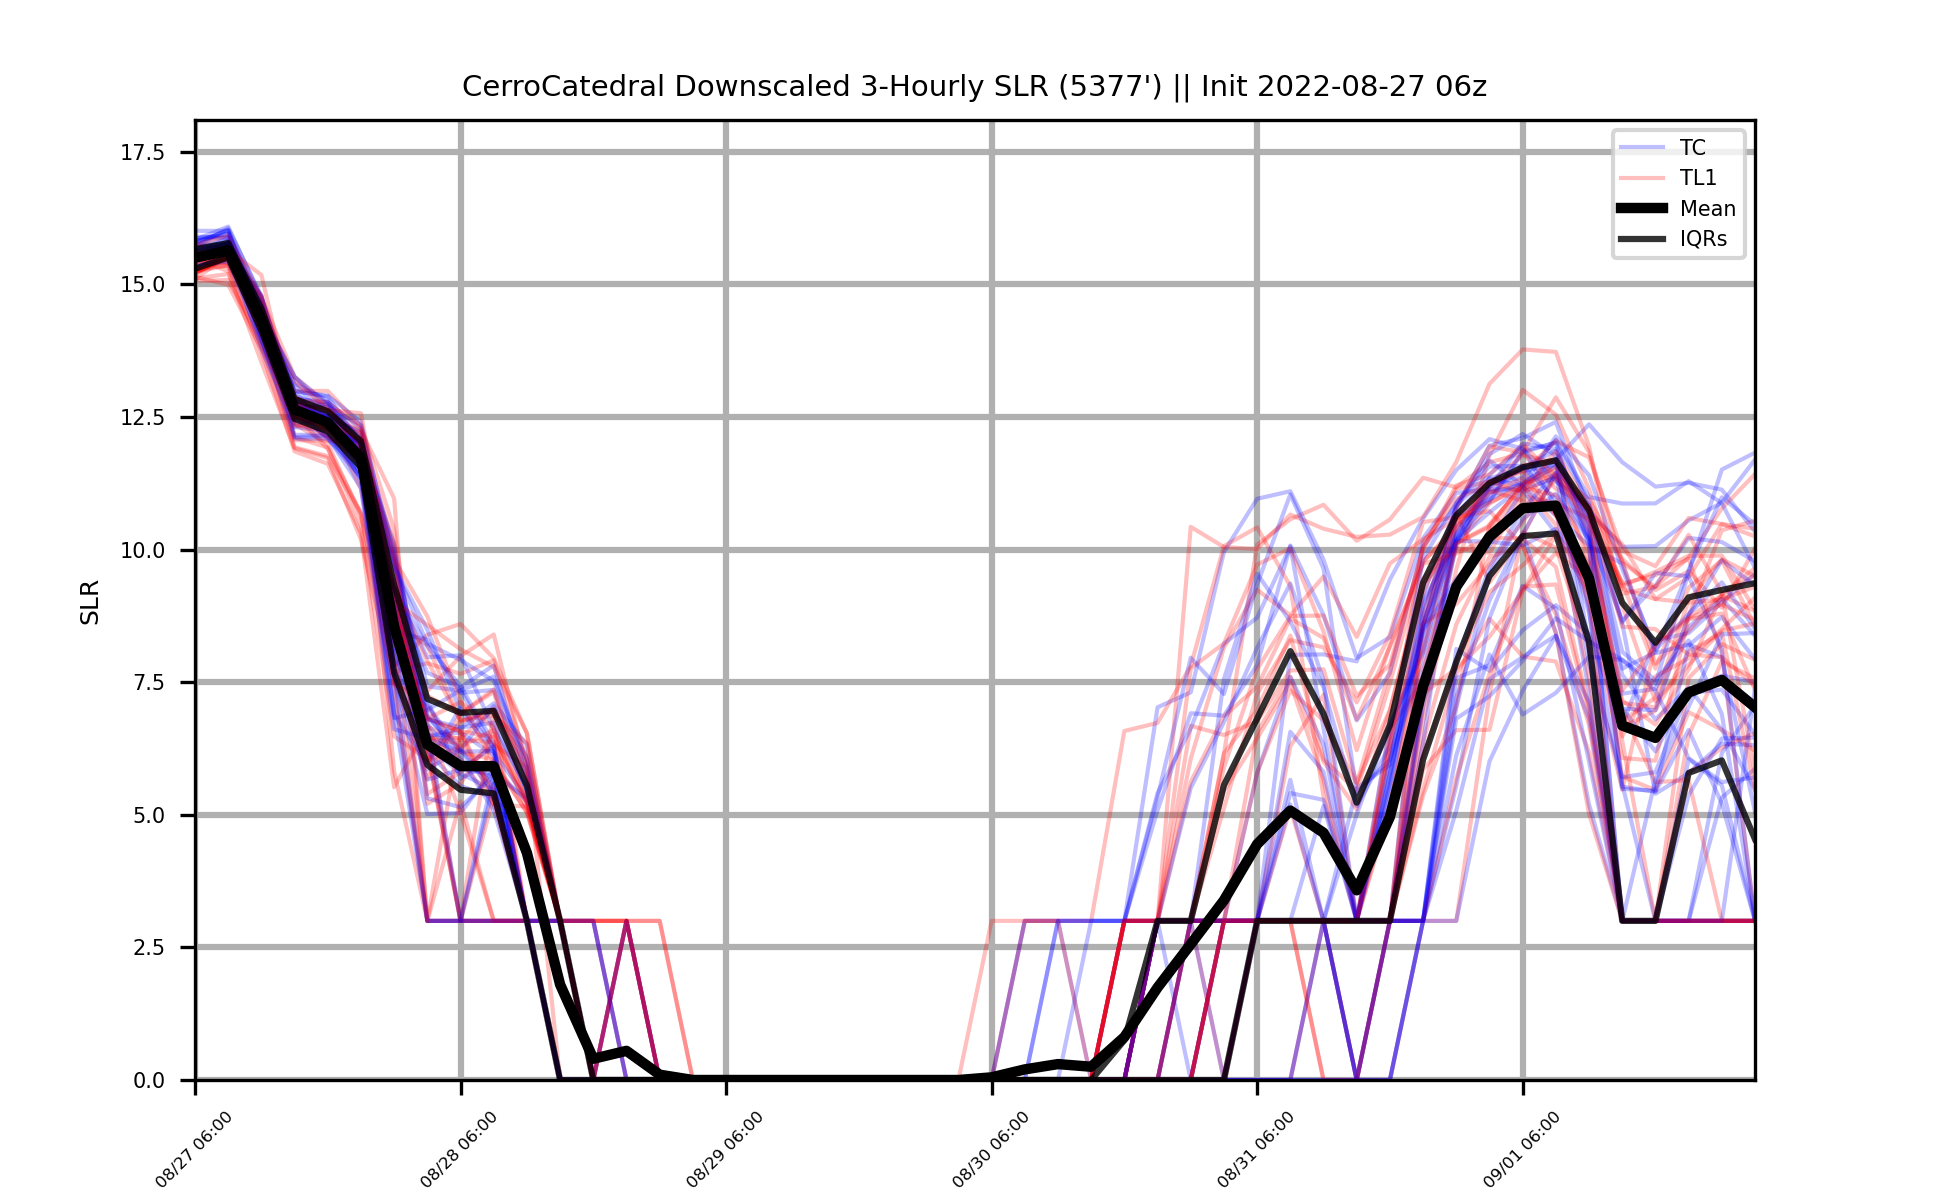 CerroCatedral Downscaled 3-Hourly SLR (5377') || Init 2022-08-27 06z
TC
TL1
Mean
IQRs
SLR
17.5
15.0
12.5
10.0
7.5
5.0
2.5
0.0
08/27 06:00
08/28 06:00
08/29 06:00
08/30 06:00
08/31 06:00
09/01 06:00